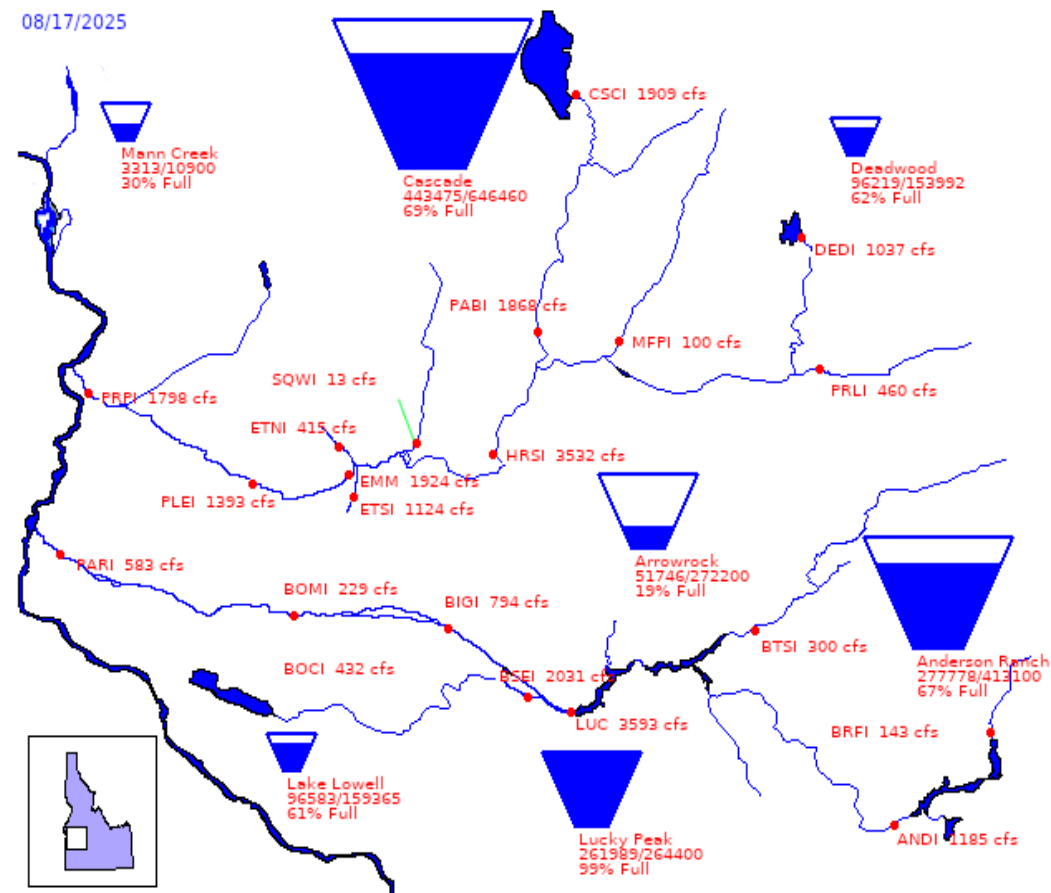 08/17/2025
CSCI 1909 cfs
Mann Creek
3313/10900
30% Full
Cascade
443475/646460
69% Full
Deadwood
96219/153992
62% Full
DEDI 1037 cfs
PABI 1868 cfs
MFPI 100 cfs
SQWI 13 cfs
PRLI 460 cfs
PRPI 1798 cfs
ETNI 415 cfs
HRSI 3532 cfs
EMM 1924 cfs
PLEI 1393 cfs
ETSI 1124 cfs
Arrowrock
51746/272200
19% Full
PARI 583 cfs
BOMI 229 cfs
BIGI 794 cfs
BTSI 300 cfs
Anderson Ranch
277778/413100
67% Full
BOCI 432 cfs
BSEI 2031 cfs
LUC 3593 cfs
BRFI 143 cfs
Lake Lowell
96583/159365
61% Full
Lucky Peak
261989/264400
99% Full
ANDI 1185 cfs